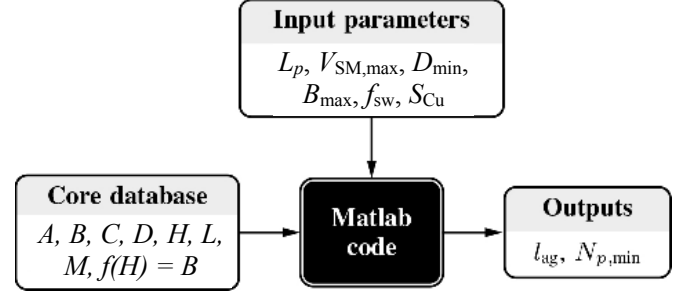 Input parameters
Lp, VSM,max, Dmin,
Bmax, fsw, SCu
Core database
A, B, C, D, H, L,
M, f(H) = B
Matlab
code
Outputs
lag, Np,min